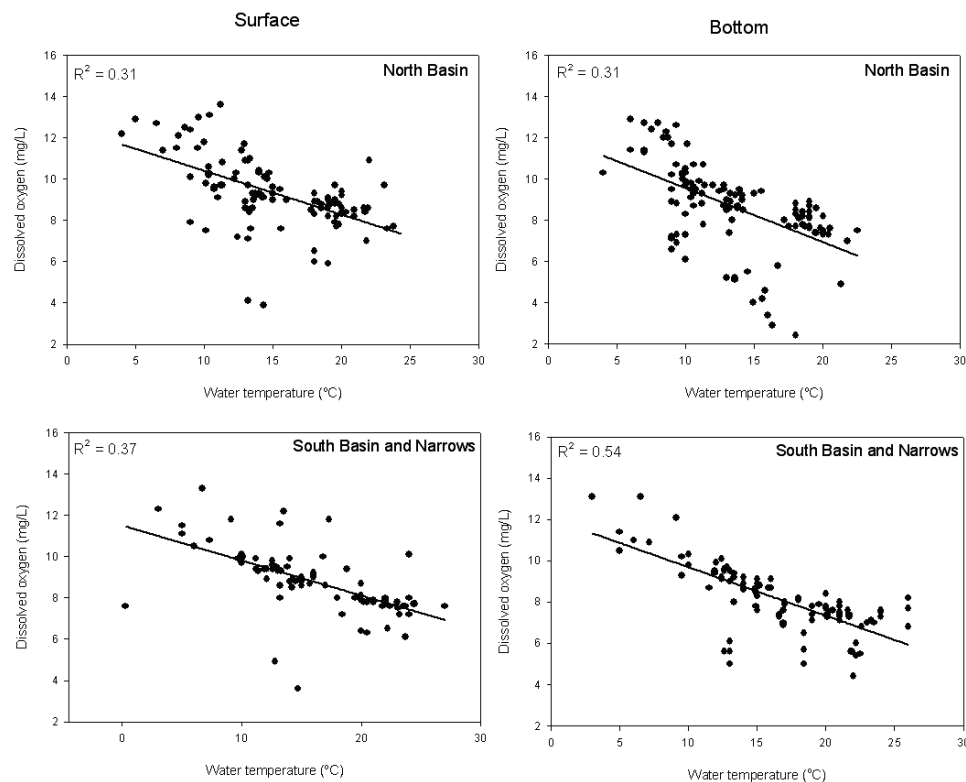 Surface
Bottom
R² = 0.31
North Basin
16
14
12
10
8
6
4
2
Dissolved oxygen (mg/L)
0 5 10 15 20 25 30
Water temperature (°C)
R² = 0.31
North Basin
16
14
12
10
8
6
4
2
Dissolved oxygen (mg/L)
0 5 10 15 20 25 30
Water temperature (°C)
R² = 0.37
South Basin and Narrows
16
14
12
10
8
6
4
2
Dissolved oxygen (mg/L)
0 10 20 30
Water temperature (°C)
R² = 0.54
South Basin and Narrows
16
14
12
10
8
6
4
2
Dissolved oxygen (mg/L)
0 5 10 15 20 25 30
Water temperature (°C)